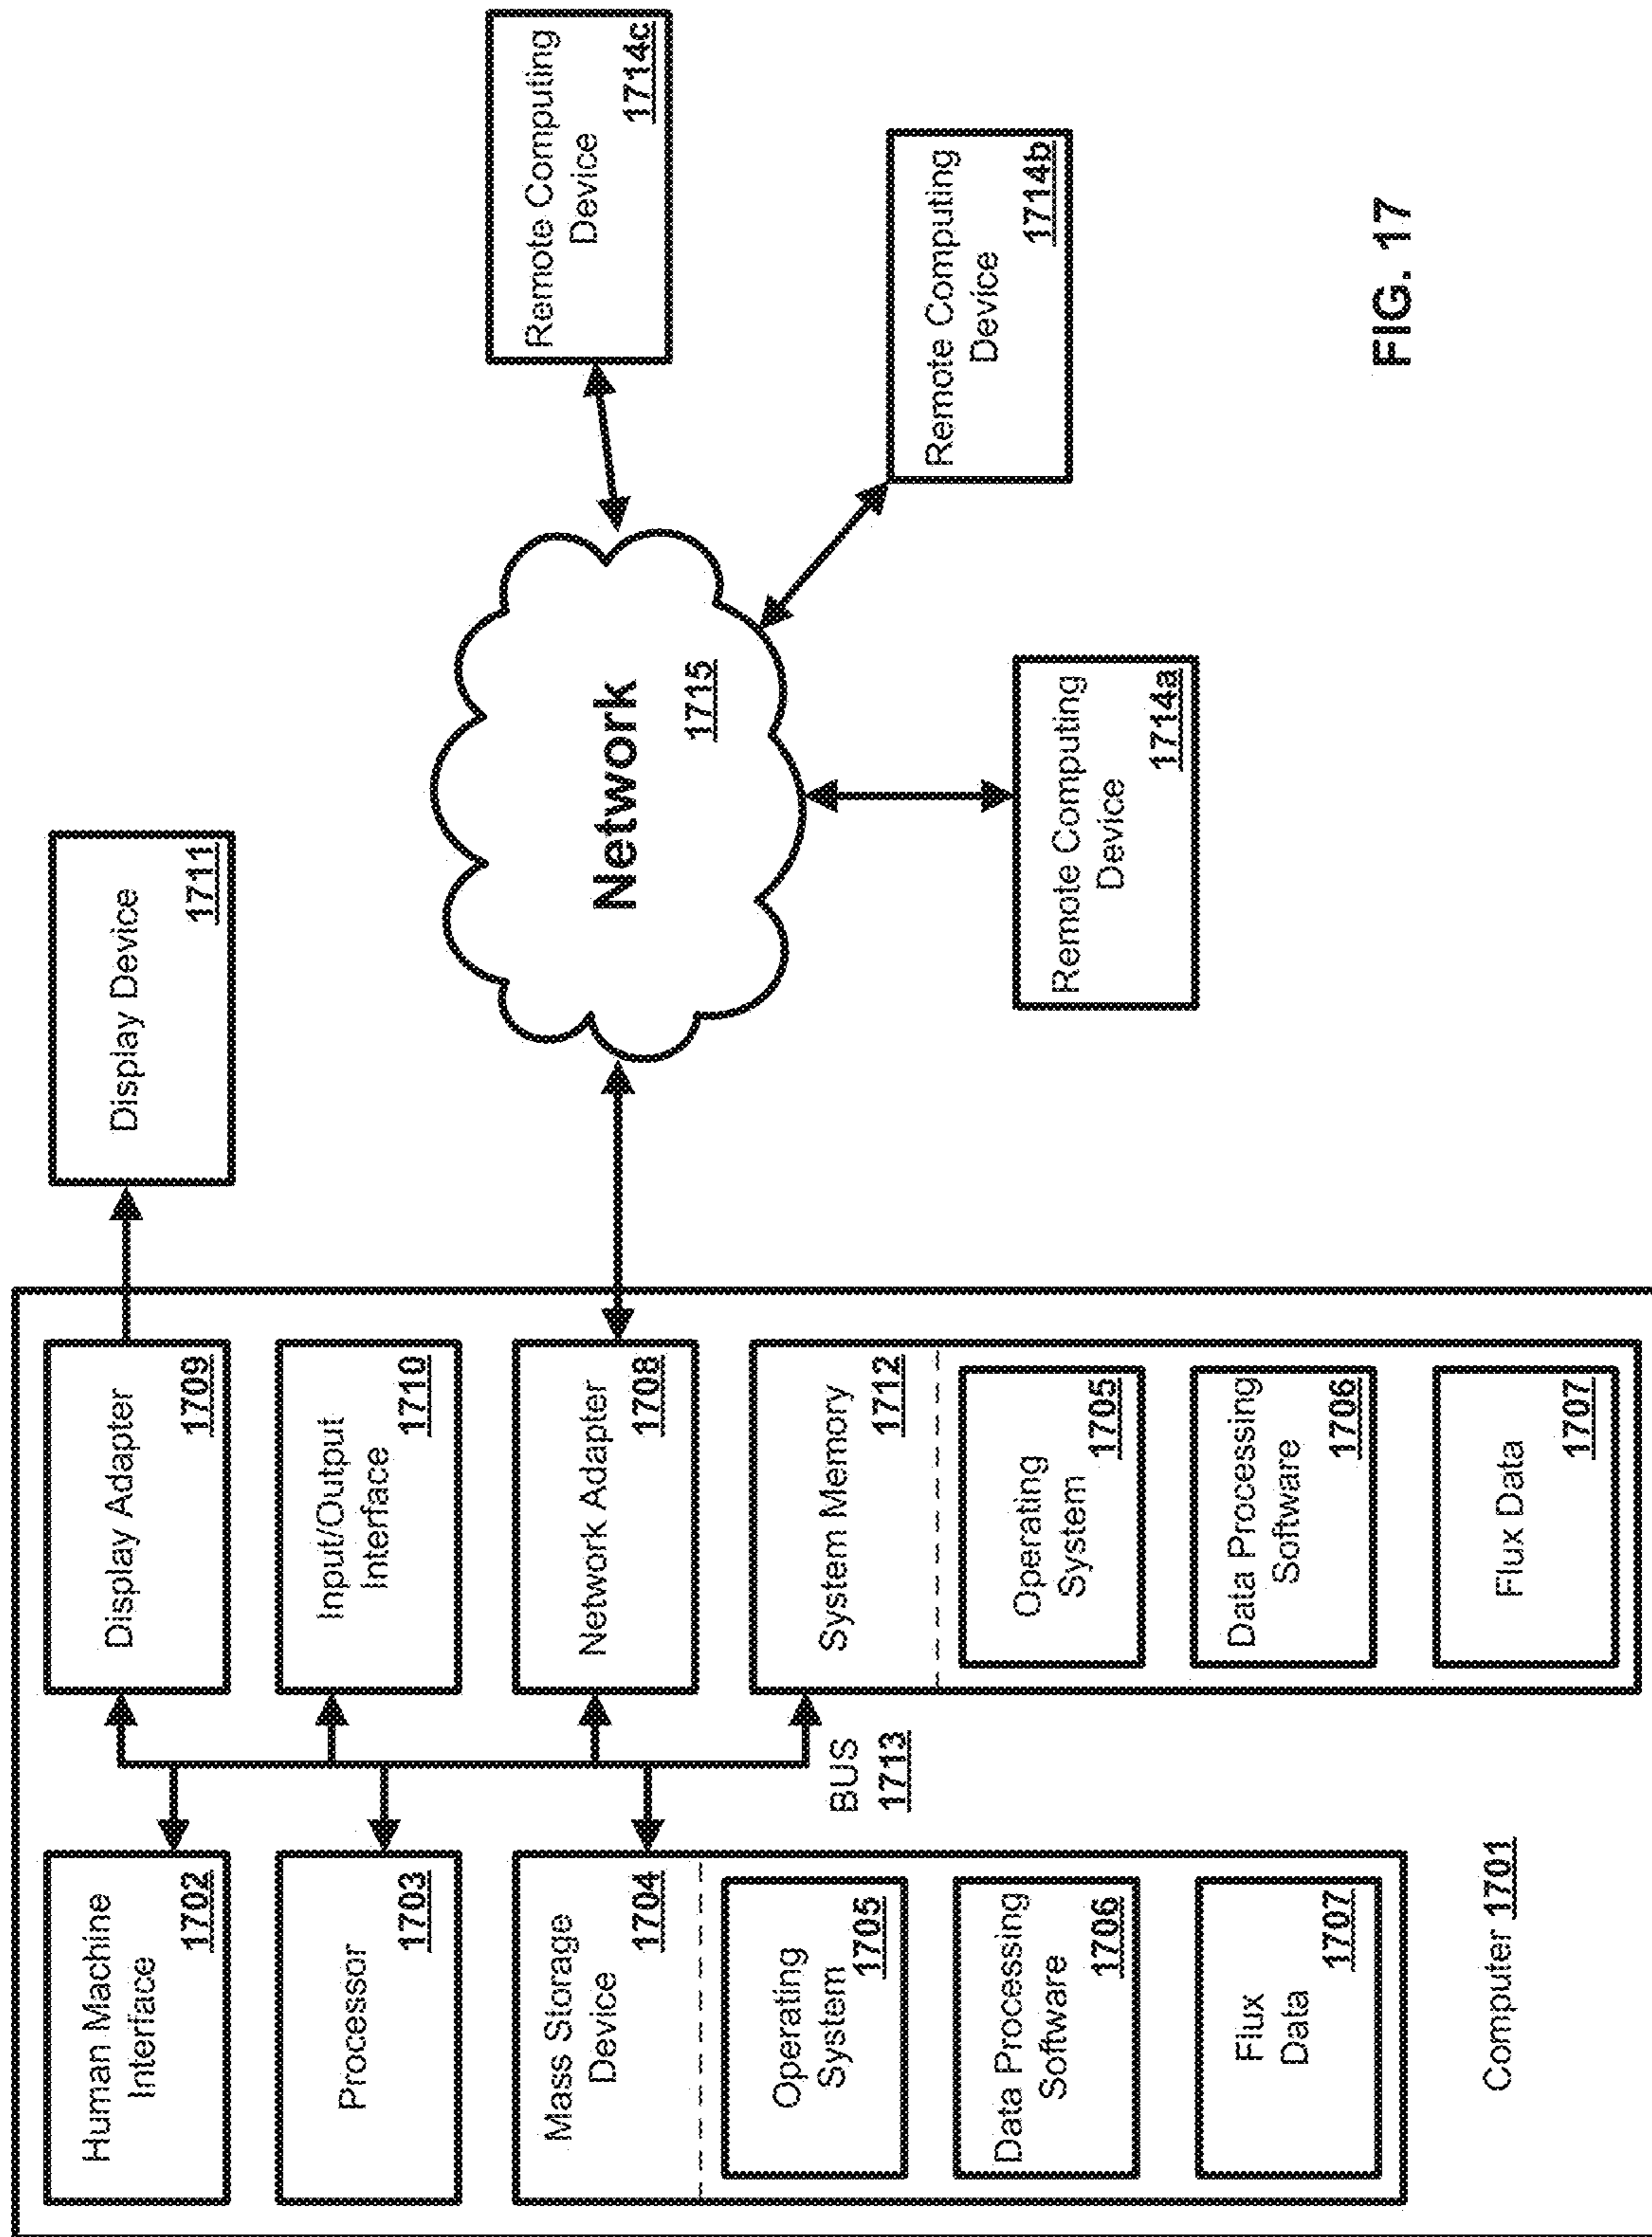 Human Machine
Interface
1702
Processor
1703
Mass Storage
Device
1704
Operating
System
1705
Data Processing
Software
1706
Flux
Data
1707
Computer 1701
BUS
1713
Display Adapter
1709
Input/Output
Interface
1710
Network Adapter
1708
System Memory
1712
Operating
System
1705
Data Processing
Software
1706
Flux Data
1707
Display Device
1711
Network
1715
Remote Computing
Device
1714a
Remote Computing
Device
1714b
Remote Computing
Device
1714c
FIG. 17